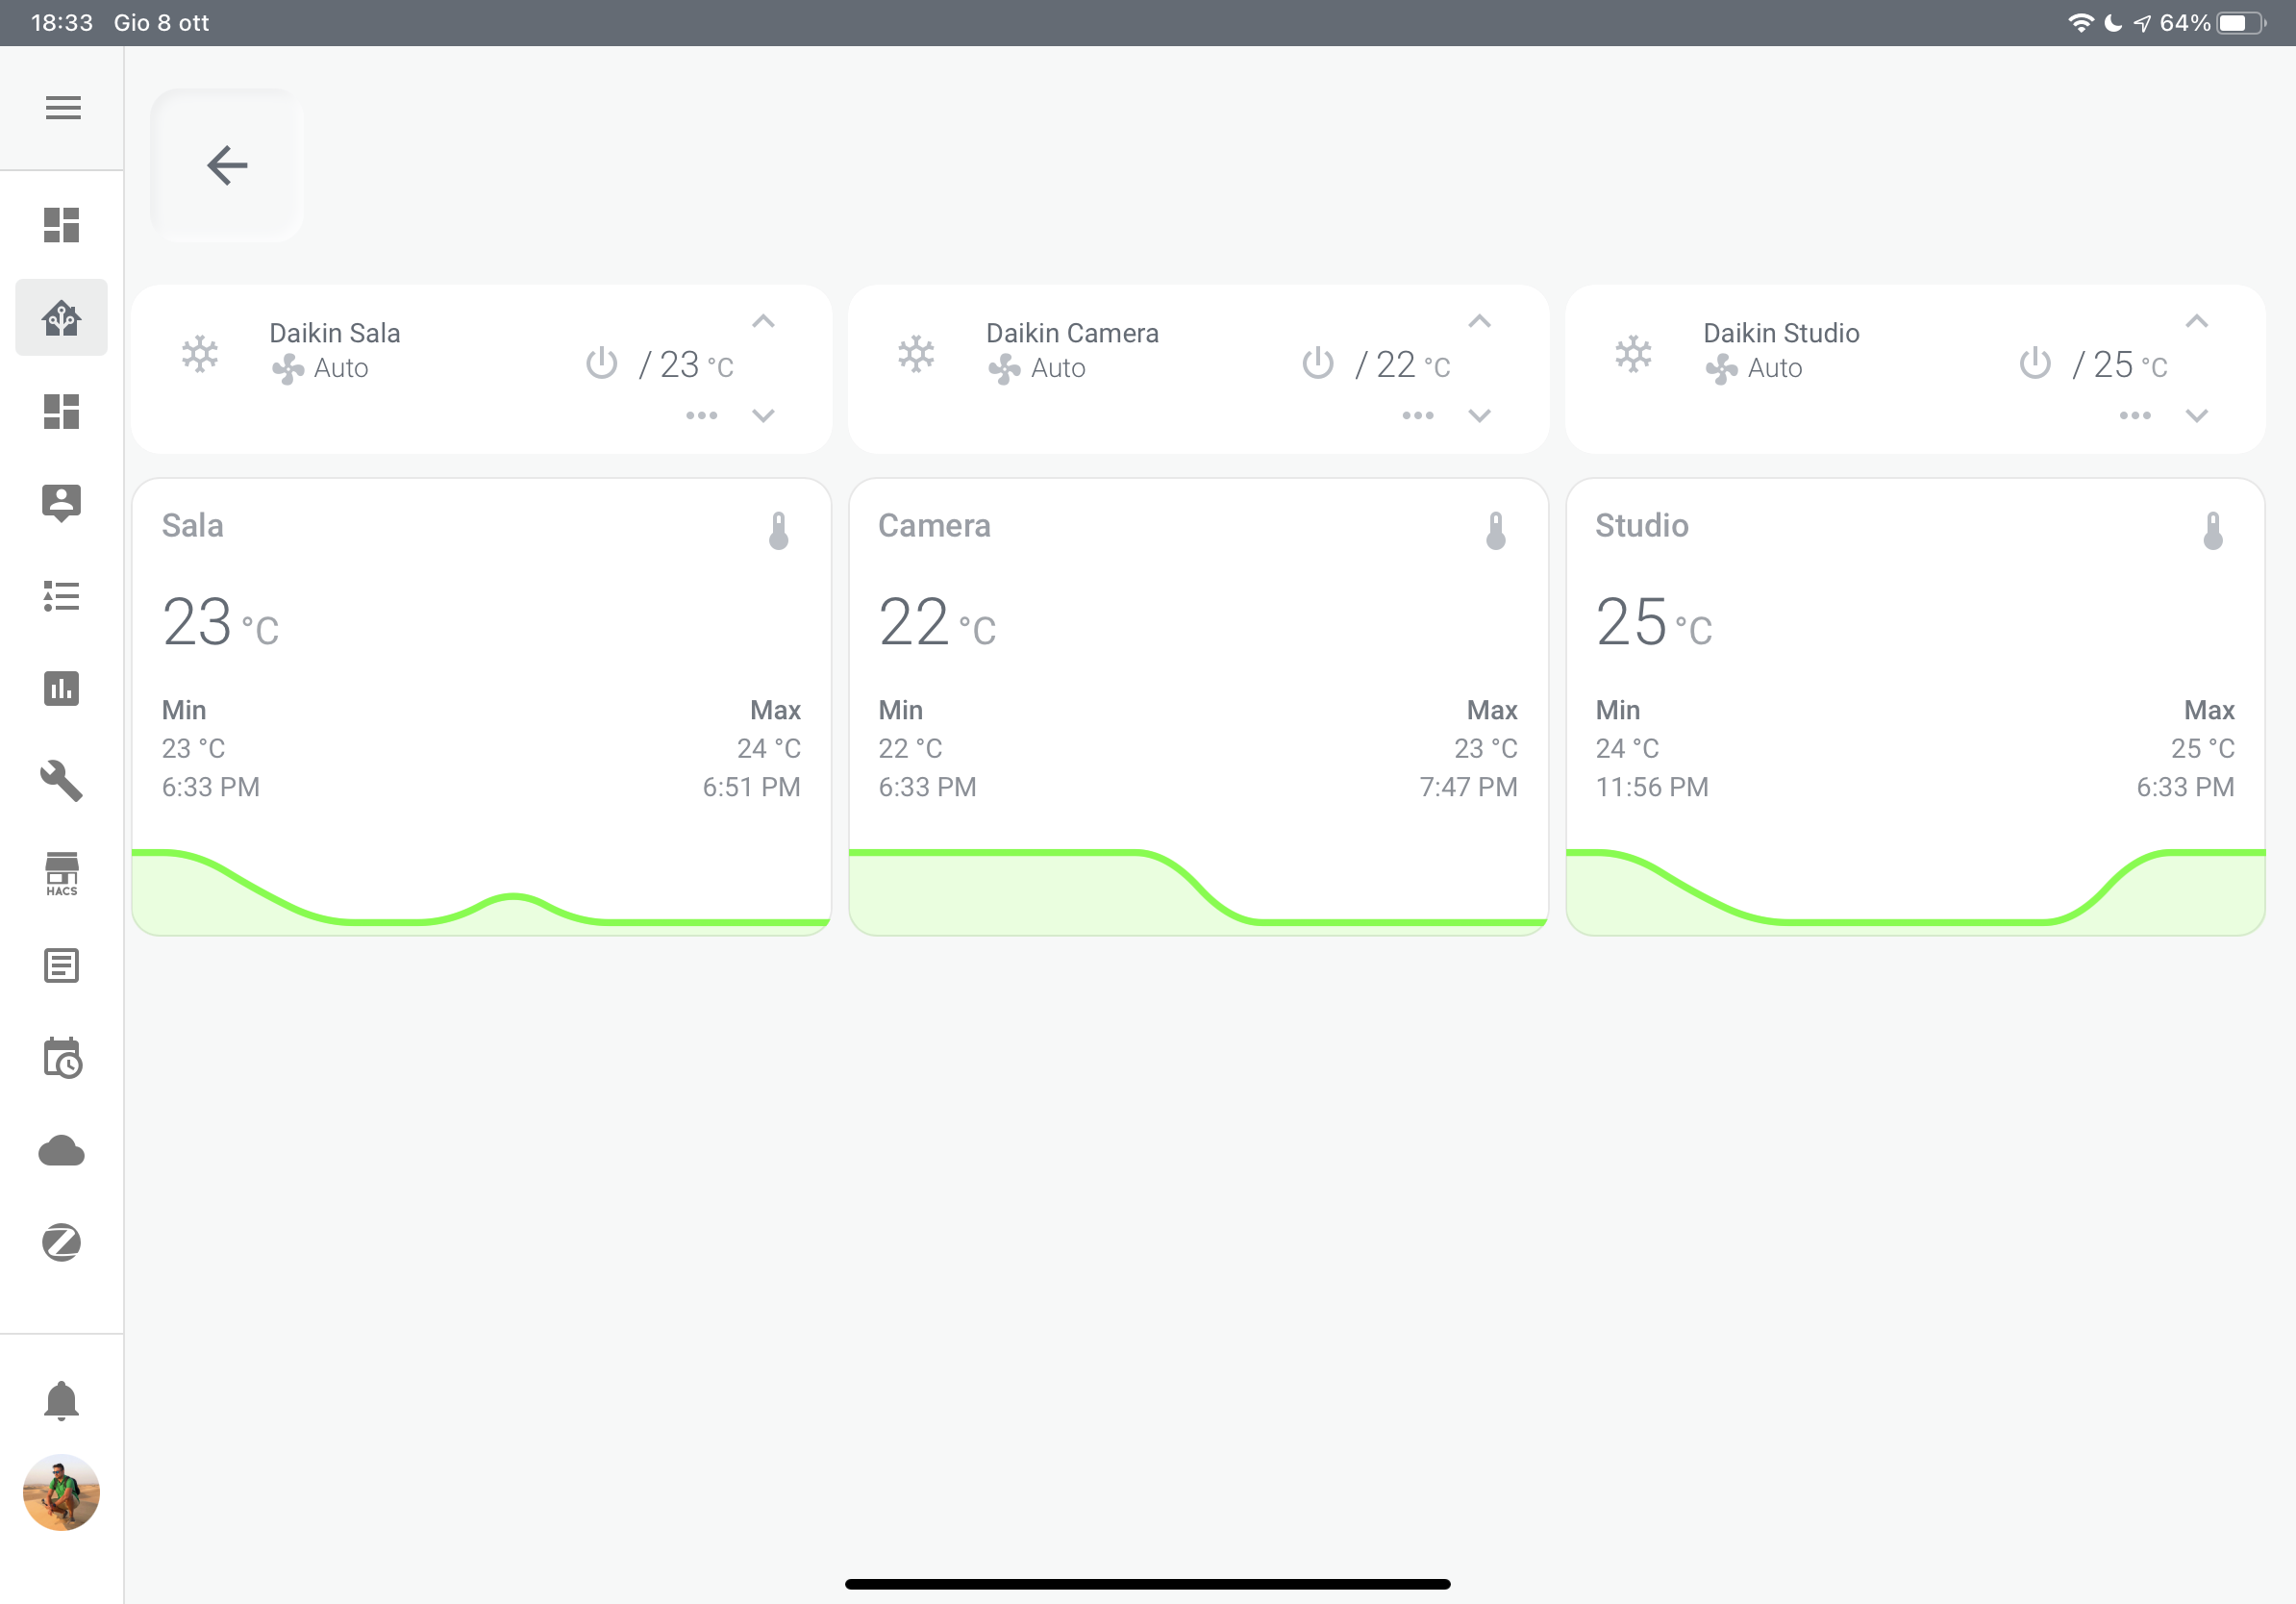 18:33 Gio 8 ott
64%
Daikin Sala
Auto
/ 23 °C
Daikin Camera
Auto
/ 22 °C
Daikin Studio
Auto
/ 25 °C
Sala
23 °C
Min Max
23 °C 24 °C
6:33 PM 6:51 PM
Camera
22 °C
Min Max
22 °C 23 °C
6:33 PM 7:47 PM
Studio
25 °C
Min Max
24 °C 25 °C
11:56 PM 6:33 PM
HACS